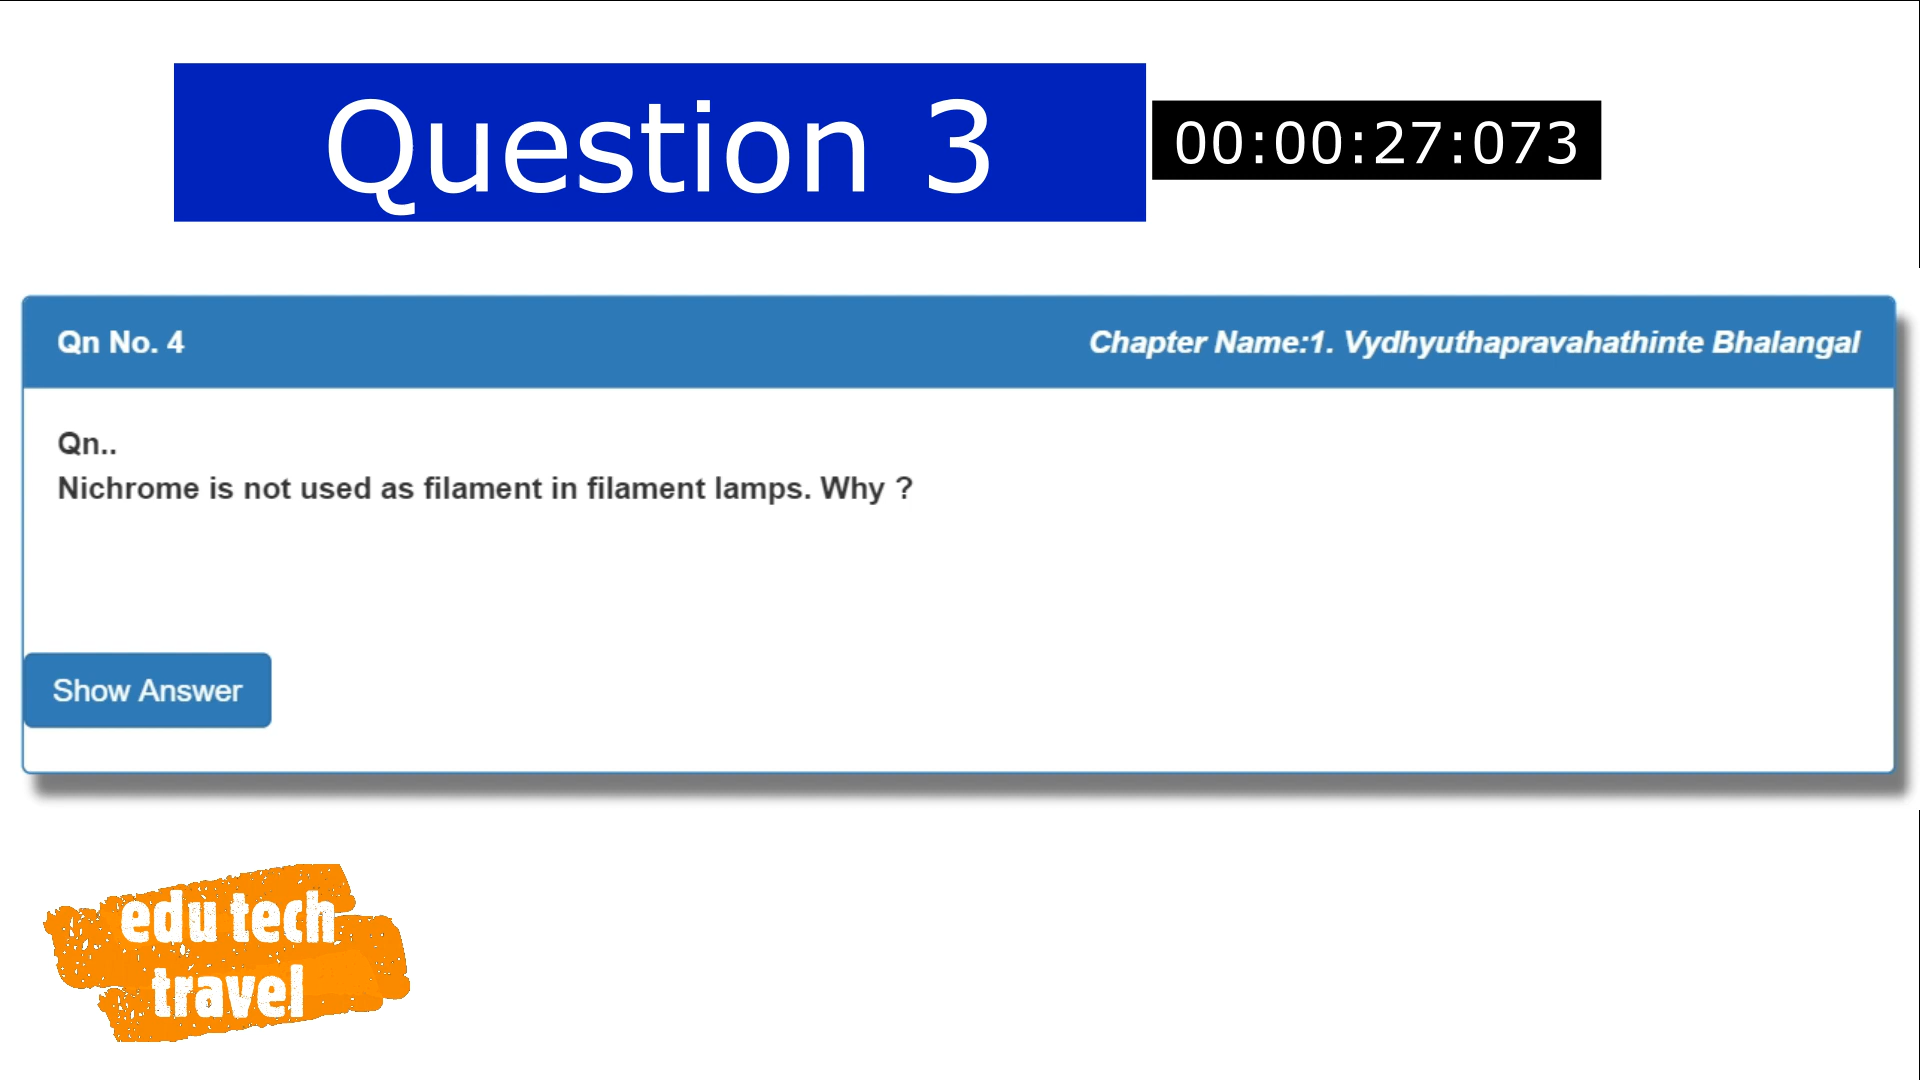 Question 3
00:00:27:073
Qn No. 4
Chapter Name:1. Vydhyuthapravahathinte Bhalangal
Qn..
Nichrome is not used as filament in filament lamps. Why ?
Show Answer
edu tech
travel